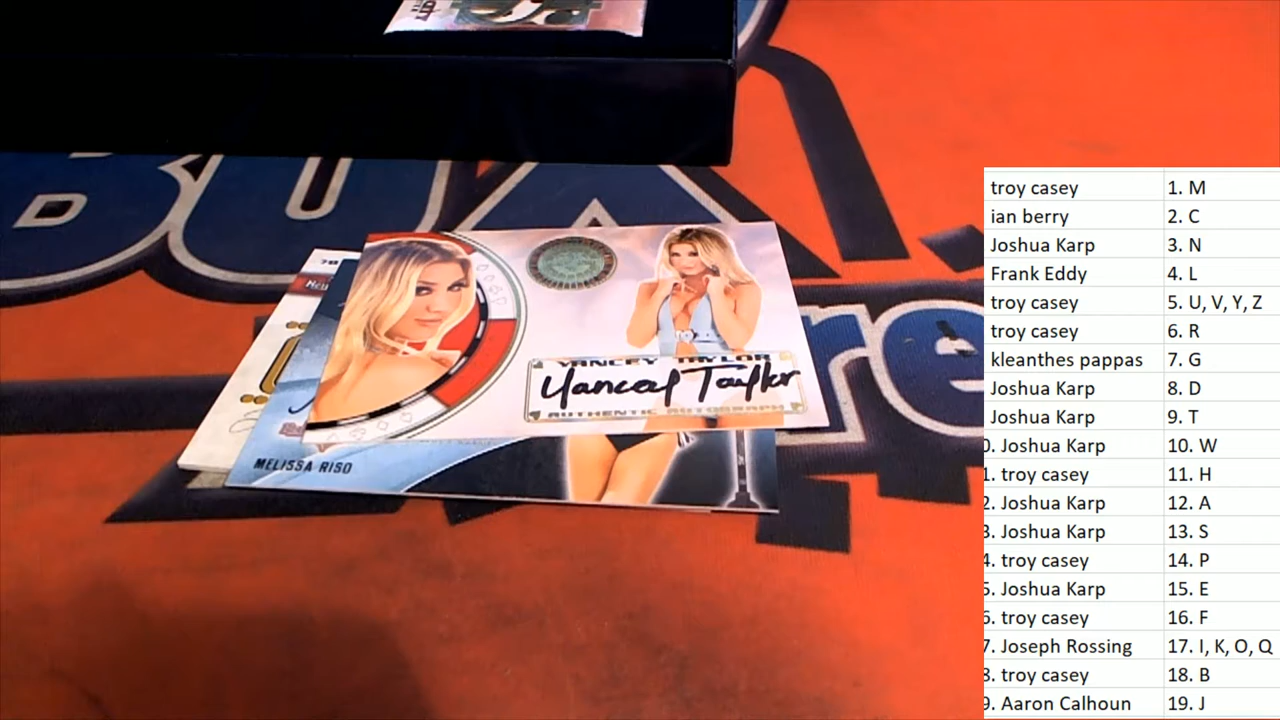 YANCEY TAYLOR
Yancey Taylor
AUTHENTIC AUTOGRAPH
MELISSA RISO
re
troy casey 1. M
ian berry 2. C
Joshua Karp 3. N
Frank Eddy 4. L
troy casey 5. U, V, Y, Z
troy casey 6. R
kleanthes pappas 7. G
Joshua Karp 8. D
Joshua Karp 9. T
0. Joshua Karp 10. W
1. troy casey 11. H
2. Joshua Karp 12. A
3. Joshua Karp 13. S
4. troy casey 14. P
5. Joshua Karp 15. E
6. troy casey 16. F
7. Joseph Rossing 17. I, K, O, Q
8. troy casey 18. B
9. Aaron Calhoun 19. J